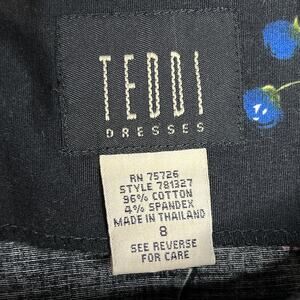 TEDDI
DRESSES
RN 75726
STYLE 781327
96% COTTON
4% SPANDEX
MADE IN THAILAND
8
SEE REVERSE
FOR CARE